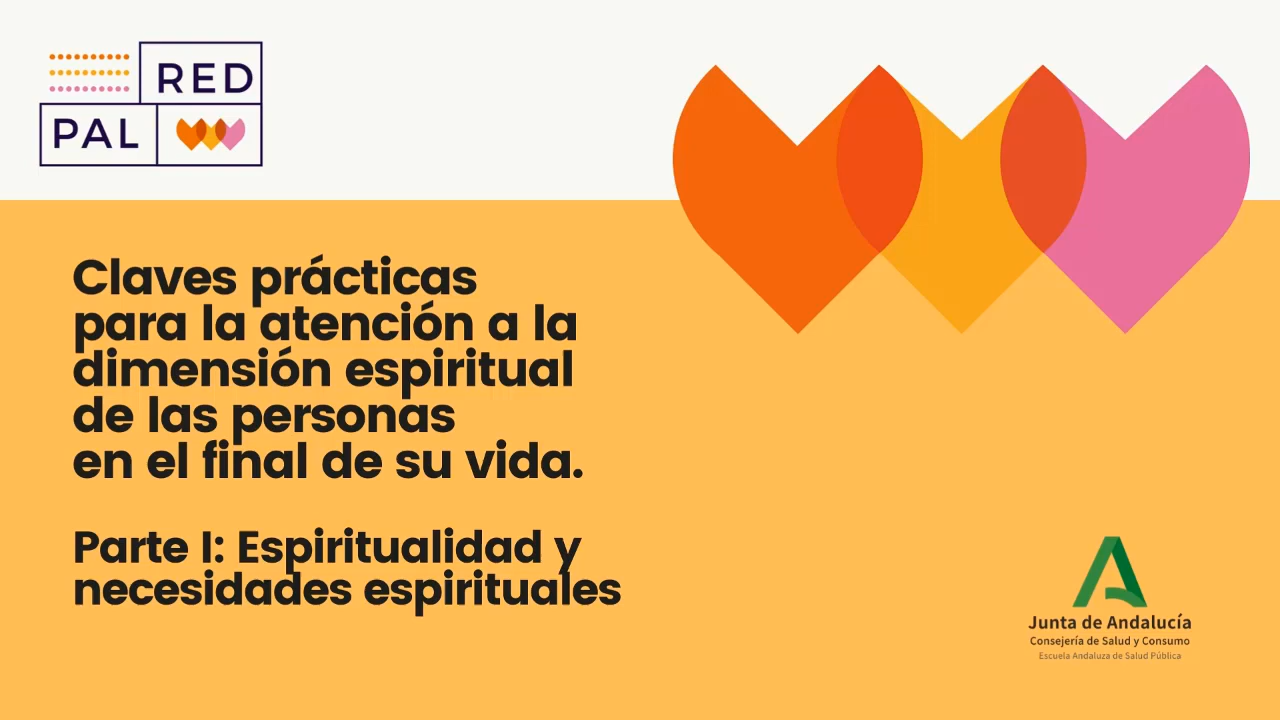 RED
PAL
Claves prácticas
para la atención a la
dimensión espiritual
de las personas
en el final de su vida.
Parte I: Espiritualidad y
necesidades espirituales
Junta de Andalucía
Consejería de Salud y Consumo
Escuela Andaluza de Salud Pública